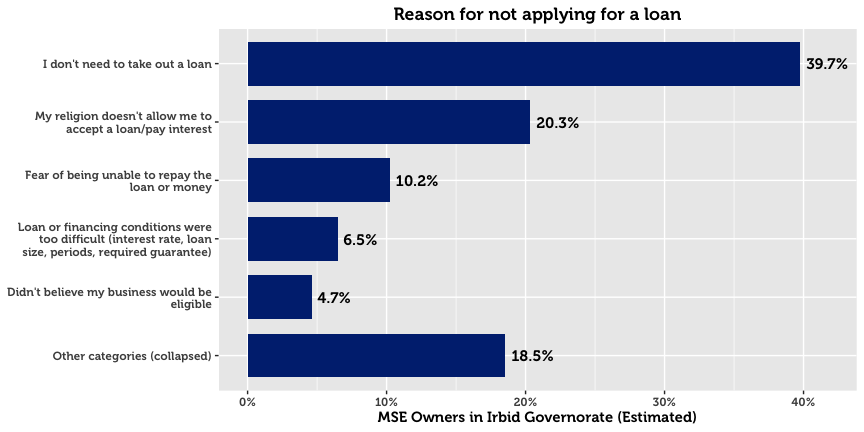 Reason for not applying for a loan
I don't need to take out a loan
39.7%
My religion doesn't allow me to
accept a loan/pay interest
20.3%
Fear of being unable to repay the
loan or money
10.2%
Loan or financing conditions were
too difficult (interest rate, loan
size, periods, required guarantee)
6.5%
Didn't believe my business would be
eligible
4.7%
Other categories (collapsed)
18.5%
0% 10% 20% 30% 40%
MSE Owners in Irbid Governorate (Estimated)